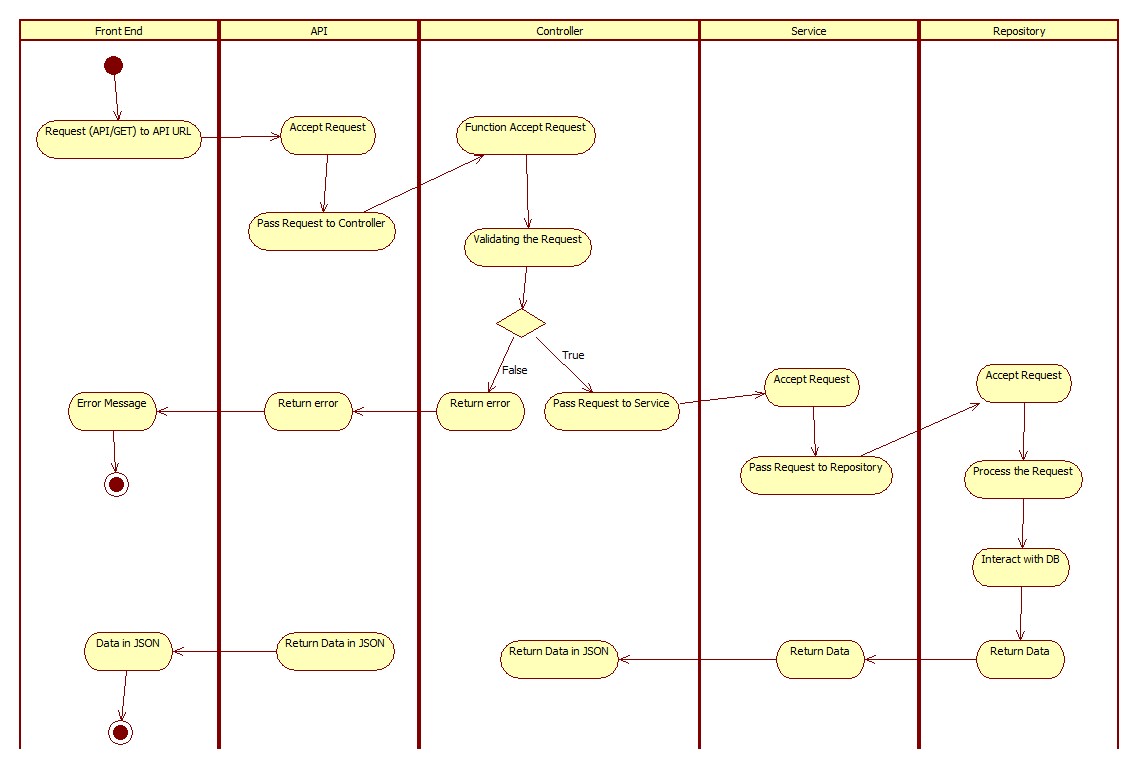 Front End
API
Controller
Service
Repository
Request (API/GET) to API URL
Accept Request
Function Accept Request
Pass Request to Controller
Validating the Request
True
False
Error Message
Return error
Return error
Pass Request to Service
Accept Request
Accept Request
Pass Request to Repository
Process the Request
Interact with DB
Data in JSON
Return Data in JSON
Return Data in JSON
Return Data
Return Data